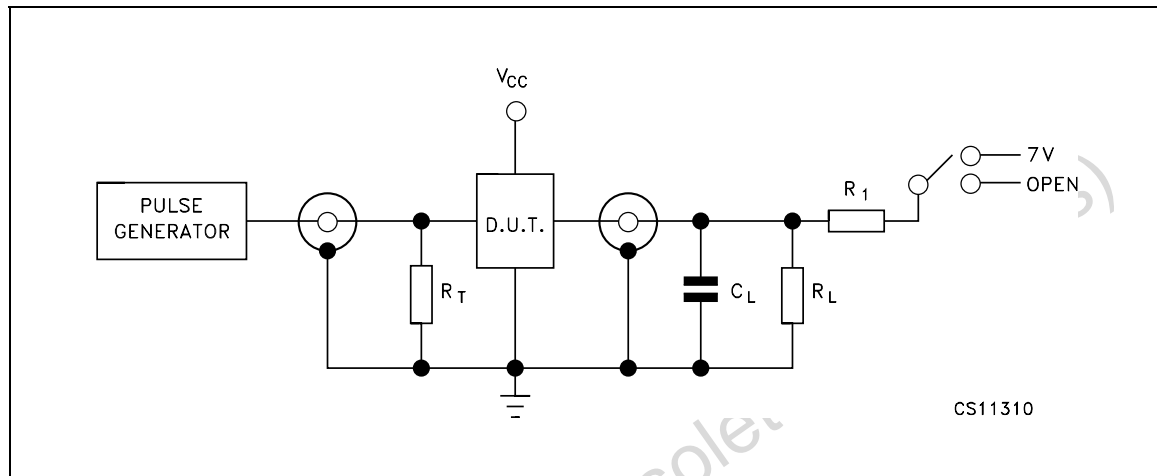 VCC
PULSE
GENERATOR
D.U.T.
RT
CL
RL
R1
7V
OPEN
CS11310